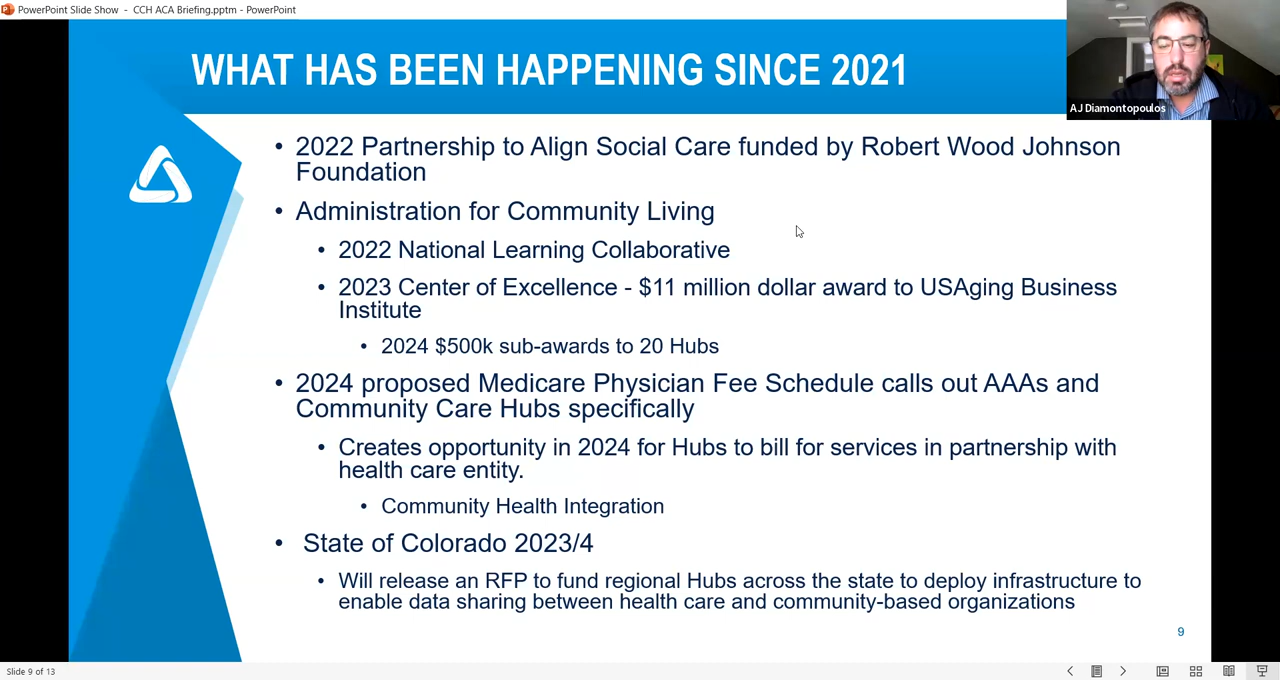 PowerPoint Slide Show - CCH ACA Briefing.pptm - PowerPoint
WHAT HAS BEEN HAPPENING SINCE 2021
AJ Diamontopoulos
• 2022 Partnership to Align Social Care funded by Robert Wood Johnson
Foundation
• Administration for Community Living
• 2022 National Learning Collaborative
• 2023 Center of Excellence - $11 million dollar award to USAging Business
Institute
• 2024 $500k sub-awards to 20 Hubs
• 2024 proposed Medicare Physician Fee Schedule calls out AAAs and
Community Care Hubs specifically
• Creates opportunity in 2024 for Hubs to bill for services in partnership with
health care entity.
• Community Health Integration
• State of Colorado 2023/4
• Will release an RFP to fund regional Hubs across the state to deploy infrastructure to
enable data sharing between health care and community-based organizations
9
Slide 9 of 13